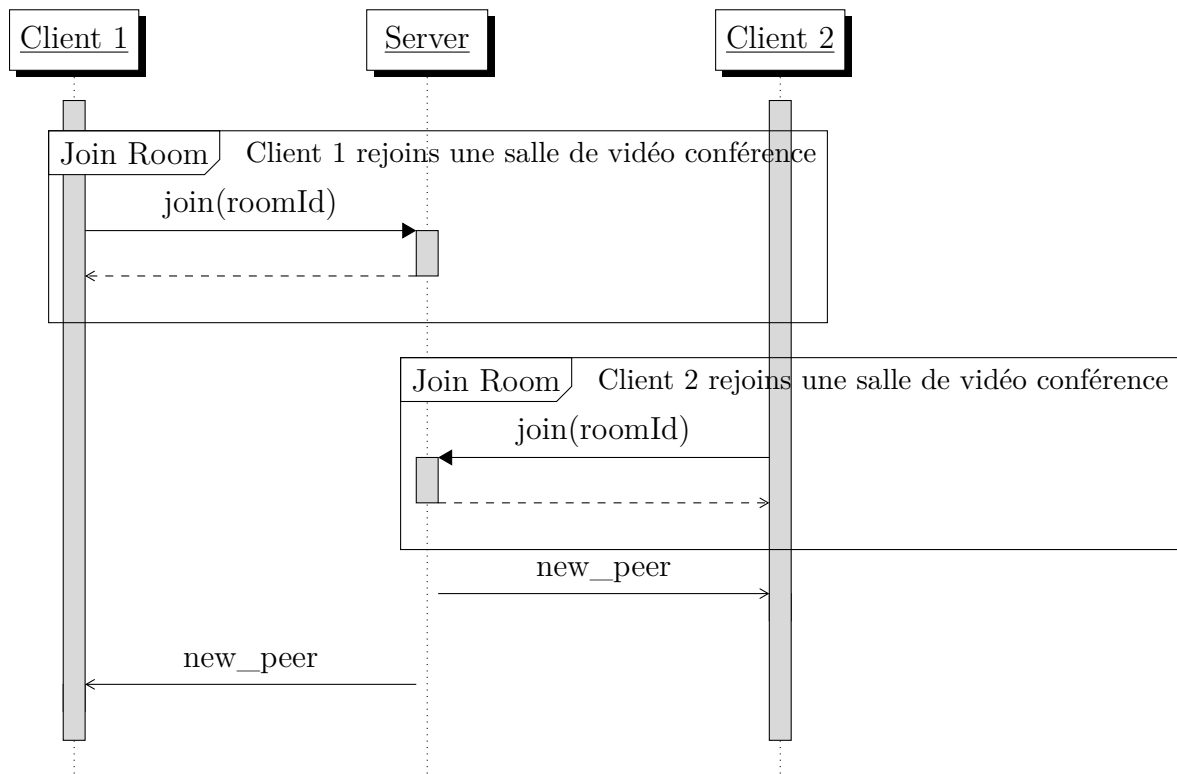 Client 1
Server
Client 2
Join Room
Client 1 rejoins une salle de vidéo conférence
join(roomId)
Join Room
Client 2 rejoins une salle de vidéo conférence
join(roomId)
new_peer
new_peer